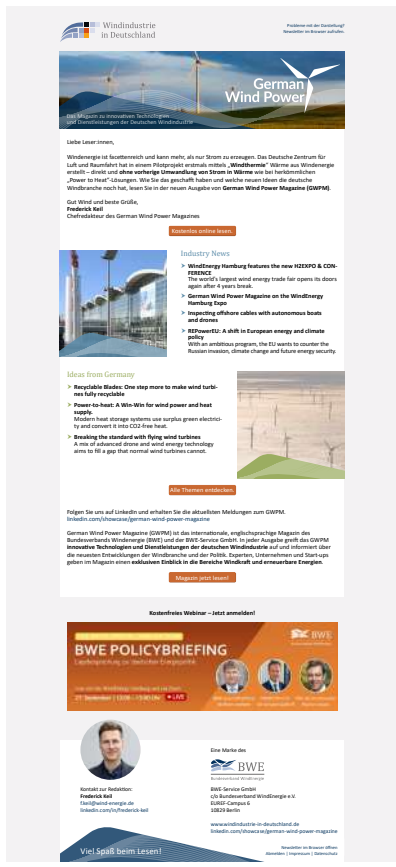 Windindustrie
in Deutschland
Probleme mit der Darstellung?
Newsletter im Browser aufrufen.
German
Wind Power
Das Magazin zu innovativen Technologien
und Dienstleistungen der Deutschen Windindustrie
Liebe Leser:innen,
Windenergie ist facettenreich und kann mehr, als nur Strom zu erzeugen. Das Deutsche Zentrum für
Luft und Raumfahrt hat in einem Pilotprojekt erstmals mittels „Windthermie" Wärme aus Windenergie
erstellt – direkt und ohne vorherige Umwandlung von Strom in Wärme wie bei herkömmlichen
„Power to Heat"-Lösungen. Wie Sie das geschafft haben und welche neuen Ideen die deutsche
Windbranche noch hat, lesen Sie in der neuen Ausgabe von German Wind Power Magazine (GWPM).
Gut Wind und beste Grüße,
Frederick Keil
Chefredakteur des German Wind Power Magazines
Kostenlos online lesen.
Industry News
WindEnergy Hamburg features the new H2EXPO & CON-
FERENCE
The world's largest wind energy trade fair opens its doors
again after 4 years break.
German Wind Power Magazine on the WindEnergy
Hamburg Expo
Inspecting offshore cables with autonomous boats
and drones
REPowerEU: A shift in European energy and climate
policy
With an ambitious program, the EU wants to counter the
Russian invasion, climate change and future energy security.
Ideas from Germany
Recyclable Blades: One step more to make wind turbi-
nes fully recyclable
Power-to-heat: A Win-Win for wind power and heat
supply.
Modern heat storage systems use surplus green electrici-
ty and convert it into CO2-free heat.
Breaking the standard with flying wind turbines
A mix of advanced drone and wind energy technology
aims to fill a gap that normal wind turbines cannot.
Alle Themen entdecken.
Folgen Sie uns auf LinkedIn und erhalten Sie die aktuellsten Meldungen zum GWPM.
linkedin.com/showcase/german-wind-power-magazine
German Wind Power Magazine (GWPM) ist das internationale, englischsprachige Magazin des
Bundesverbands Windenergie (BWE) und der BWE-Service GmbH. In jeder Ausgabe greift das GWPM
innovative Technologien und Dienstleistungen der deutschen Windindustrie auf und informiert über
die neuesten Entwicklungen der Windbranche und der Politik. Experten, Unternehmen und Start-ups
geben im Magazin einen exklusiven Einblick in die Bereiche Windkraft und erneuerbare Energien.
Magazin jetzt lesen!
Kostenfreies Webinar – Jetzt anmelden!
BWE
BWE POLICYBRIEFING
LIVE
Kontakt zur Redaktion:
Frederick Keil
f.keil@wind-energie.de
linkedin.com/in/frederick-keil
Viel Spaß beim Lesen!
Eine Marke des
BWE
Bundesverband WindEnergie
BWE-Service GmbH
c/o Bundesverband WindEnergie e.V.
EUREF-Campus 6
10829 Berlin
www.windindustrie-in-deutschland.de
linkedin.com/showcase/german-wind-power-magazine
Newsletter im Browser öffnen
Abmelden | Impressum | Datenschutz